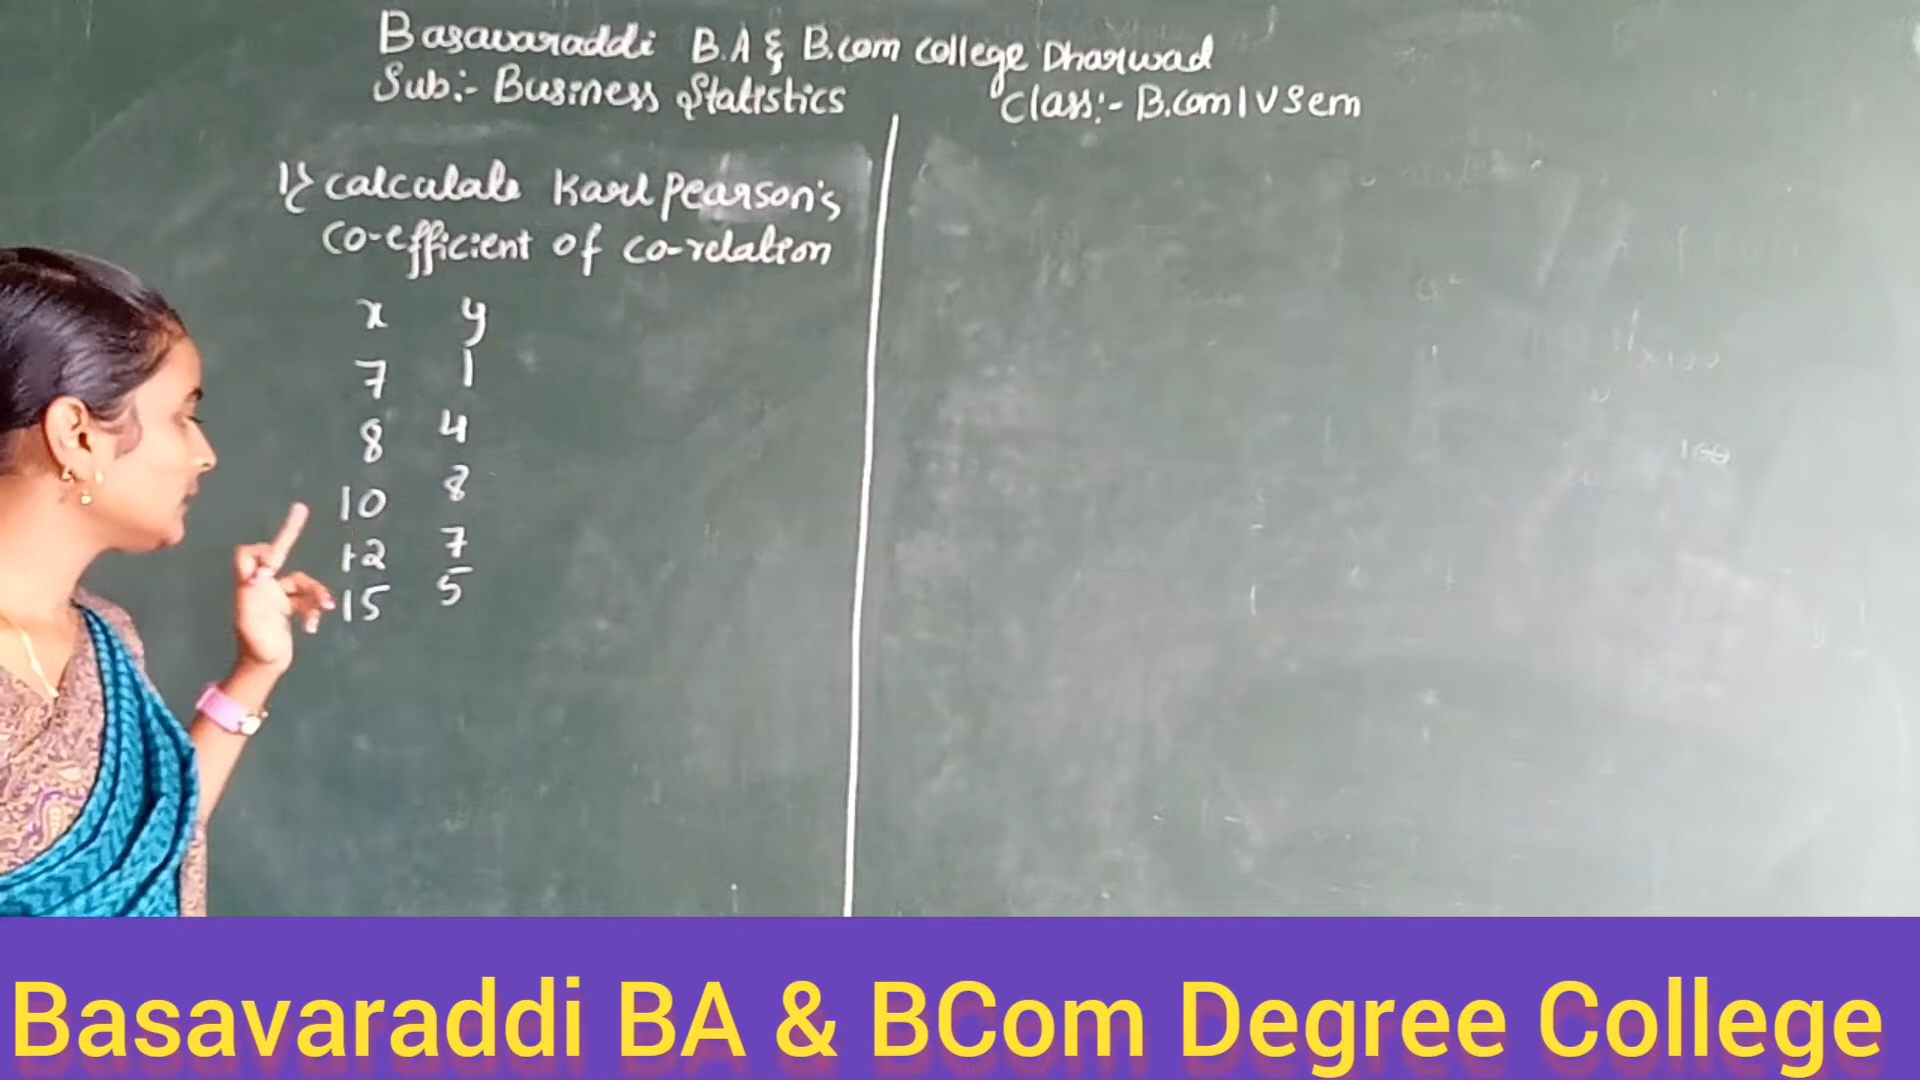 Basavaraddi B.A & B.com college Dharwad
Sub:- Business Statistics Class:- B.com IV Sem
1} calculate Karl Pearson's
co-efficient of co-relation
x y
7 1
8 4
10 8
12 7
15 5
Basavaraddi BA & BCom Degree College